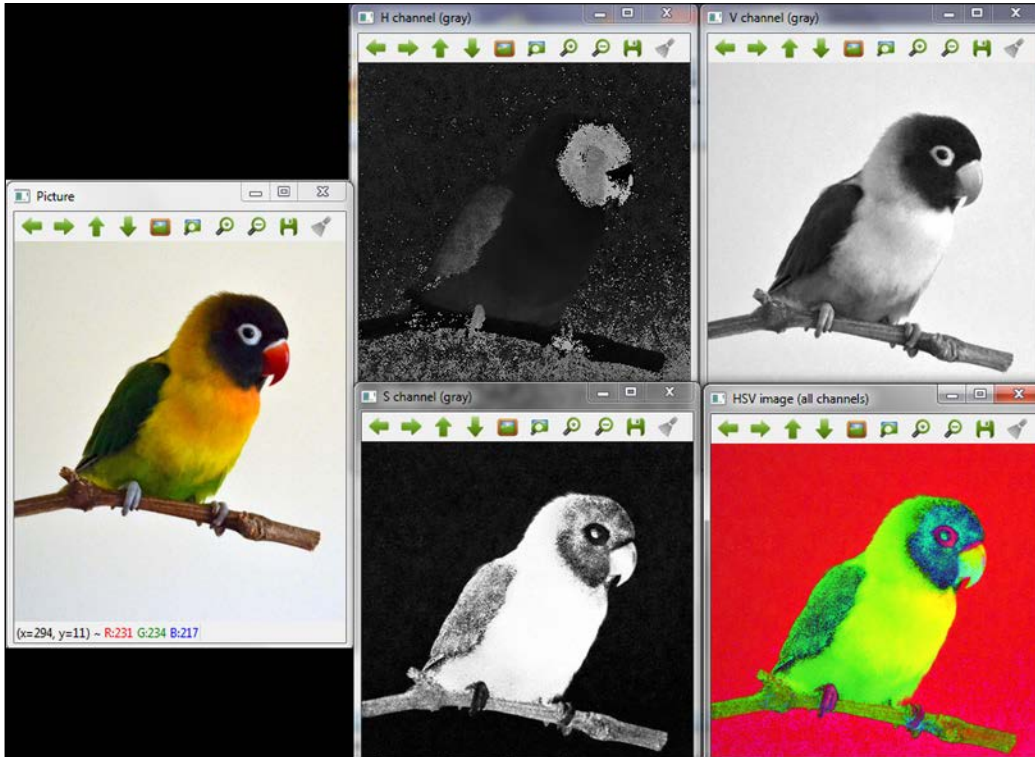 H channel (gray)
V channel (gray)
Picture
(x=294, y=11) ~ R:231 G:234 B:217
S channel (gray)
HSV image (all channels)